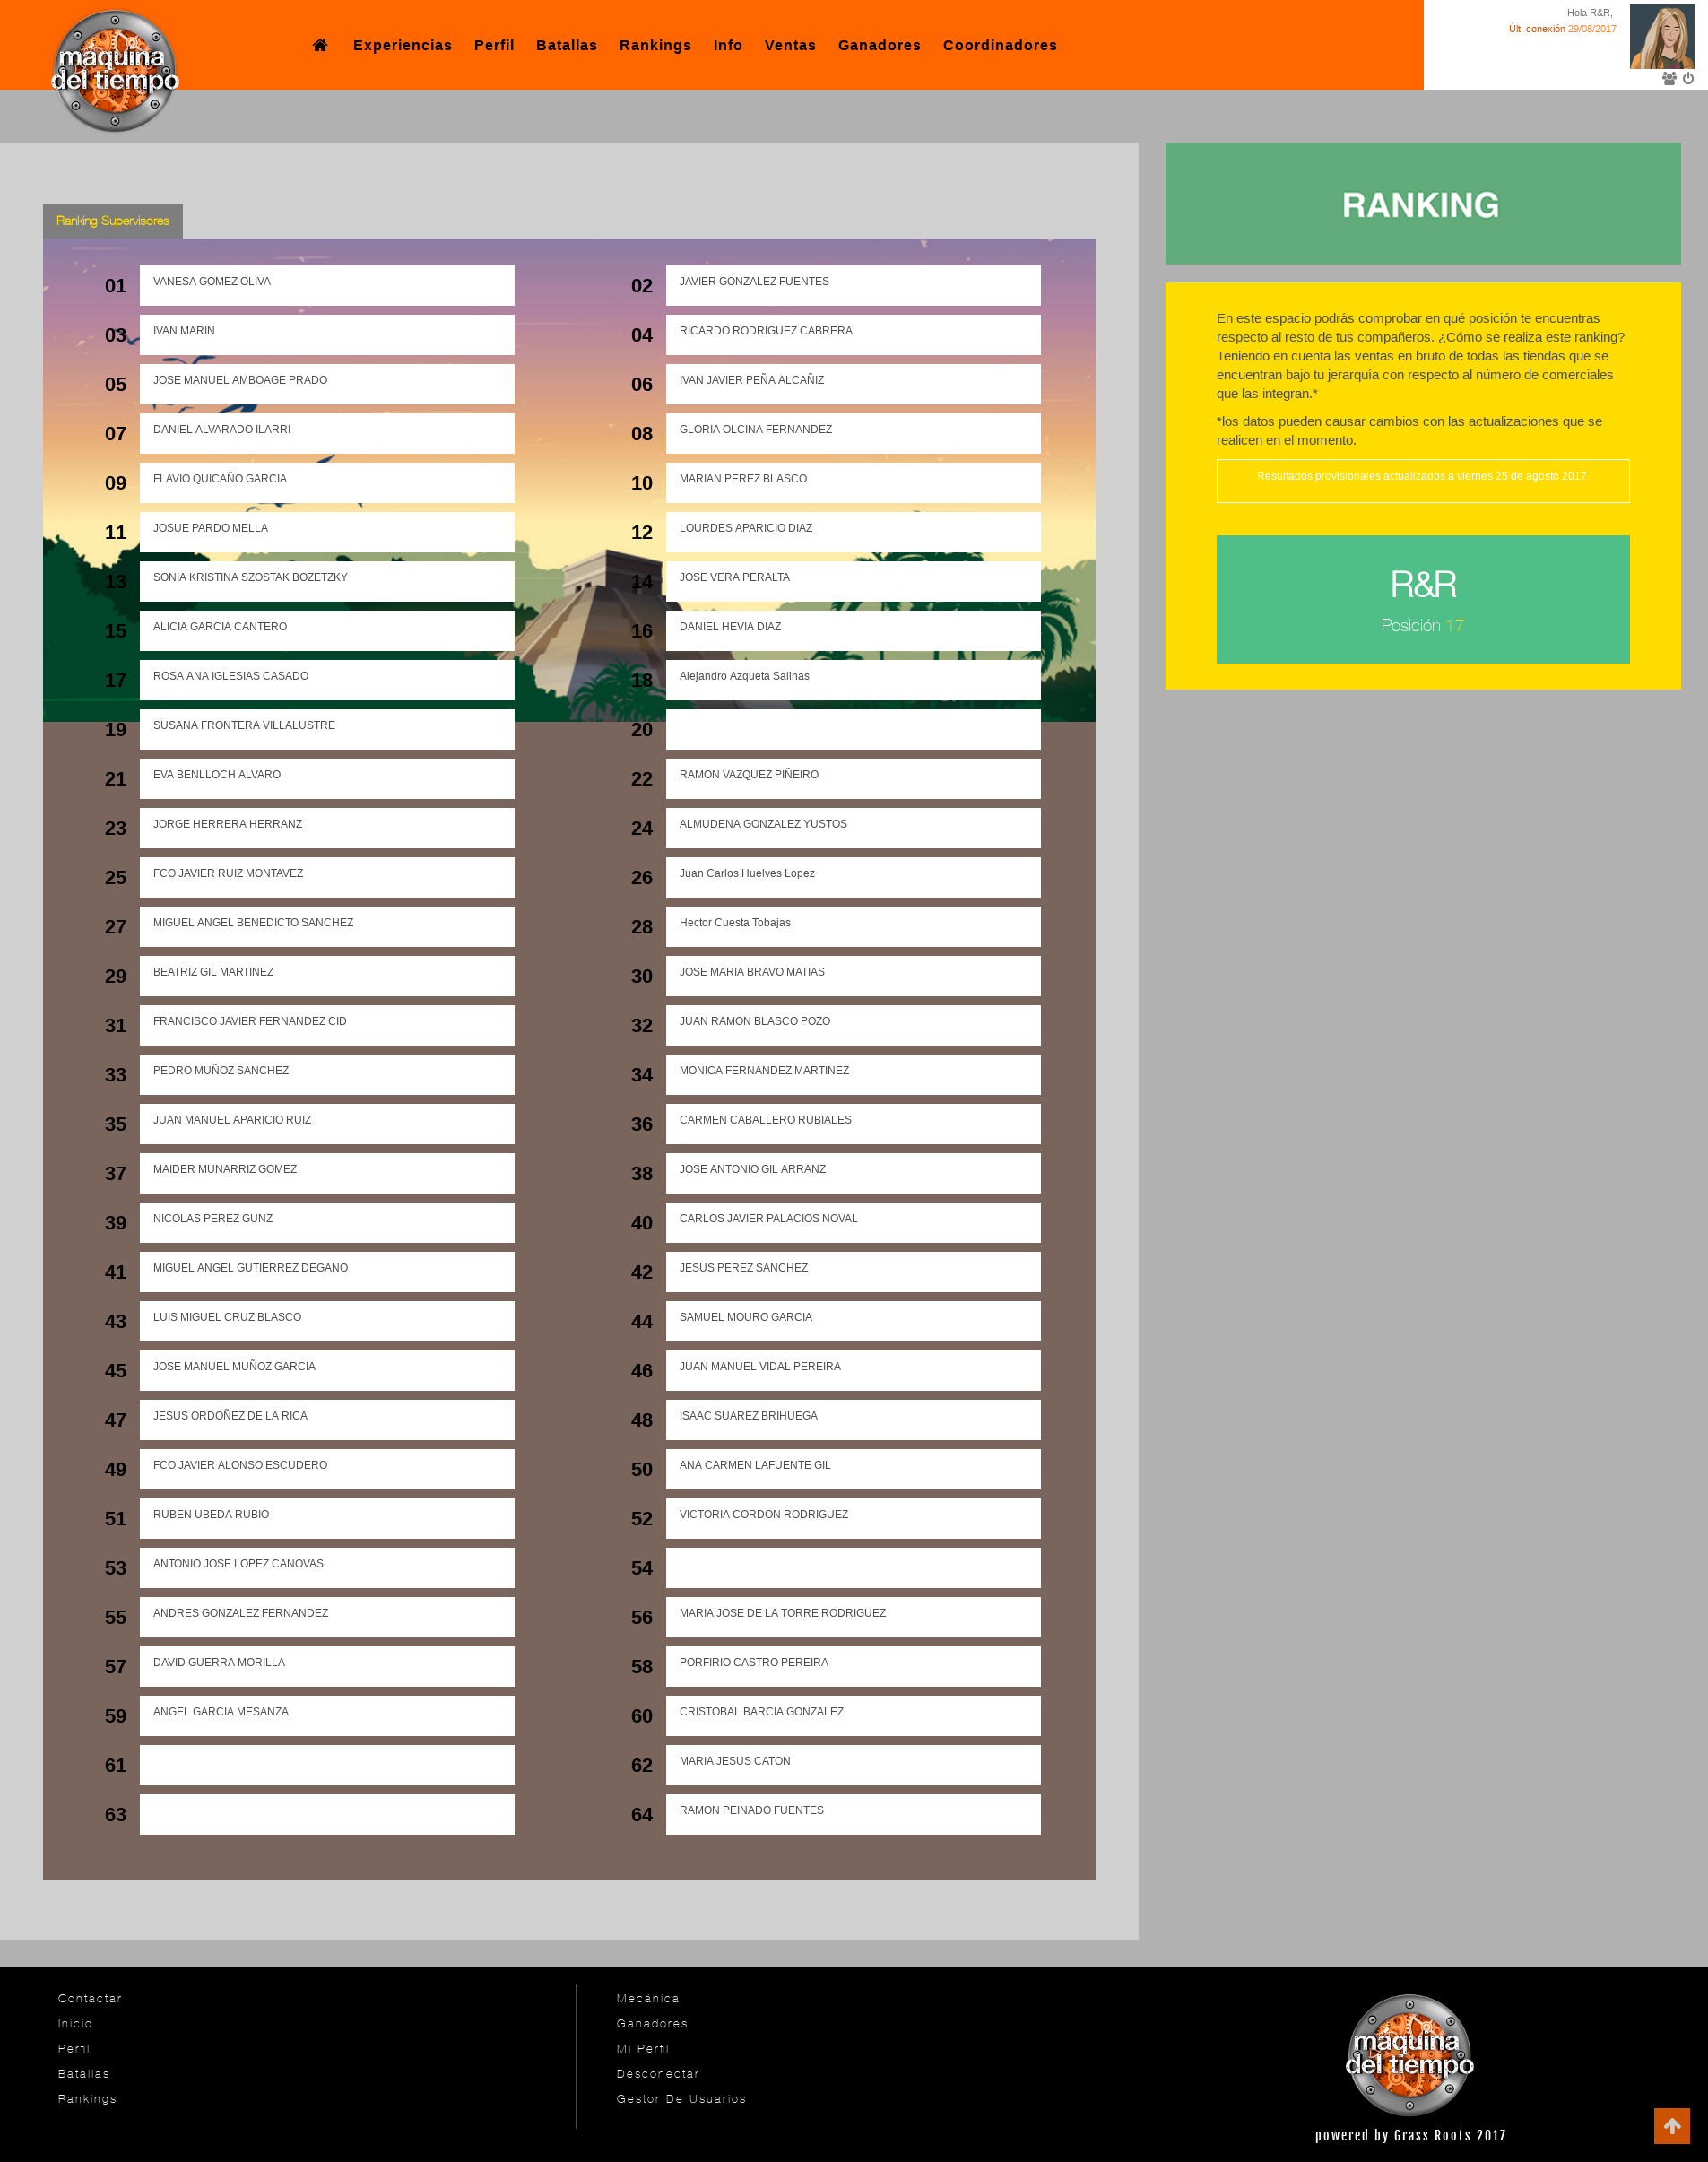 máquina
del tiempo
Experiencias Perfil Batallas Rankings Info Ventas Ganadores Coordinadores
Hola R&R,
Últ. conexión 29/08/2017
Ranking Supervisores
01 VANESA GOMEZ OLIVA
02 JAVIER GONZALEZ FUENTES
03 IVAN MARIN
04 RICARDO RODRIGUEZ CABRERA
05 JOSE MANUEL AMBOAGE PRADO
06 IVAN JAVIER PEÑA ALCAÑIZ
07 DANIEL ALVARADO ILARRI
08 GLORIA OLCINA FERNANDEZ
09 FLAVIO QUICAÑO GARCIA
10 MARIAN PEREZ BLASCO
11 JOSUE PARDO MELLA
12 LOURDES APARICIO DIAZ
13 SONIA KRISTINA SZOSTAK BOZETZKY
14 JOSE VERA PERALTA
15 ALICIA GARCIA CANTERO
16 DANIEL HEVIA DIAZ
17 ROSA ANA IGLESIAS CASADO
18 Alejandro Azqueta Salinas
19 SUSANA FRONTERA VILLALUSTRE
20
21 EVA BENLLOCH ALVARO
22 RAMON VAZQUEZ PIÑEIRO
23 JORGE HERRERA HERRANZ
24 ALMUDENA GONZALEZ YUSTOS
25 FCO JAVIER RUIZ MONTAVEZ
26 Juan Carlos Huelves Lopez
27 MIGUEL ANGEL BENEDICTO SANCHEZ
28 Hector Cuesta Tobajas
29 BEATRIZ GIL MARTINEZ
30 JOSE MARIA BRAVO MATIAS
31 FRANCISCO JAVIER FERNANDEZ CID
32 JUAN RAMON BLASCO POZO
33 PEDRO MUÑOZ SANCHEZ
34 MONICA FERNANDEZ MARTINEZ
35 JUAN MANUEL APARICIO RUIZ
36 CARMEN CABALLERO RUBIALES
37 MAIDER MUNARRIZ GOMEZ
38 JOSE ANTONIO GIL ARRANZ
39 NICOLAS PEREZ GUNZ
40 CARLOS JAVIER PALACIOS NOVAL
41 MIGUEL ANGEL GUTIERREZ DEGANO
42 JESUS PEREZ SANCHEZ
43 LUIS MIGUEL CRUZ BLASCO
44 SAMUEL MOURO GARCIA
45 JOSE MANUEL MUÑOZ GARCIA
46 JUAN MANUEL VIDAL PEREIRA
47 JESUS ORDOÑEZ DE LA RICA
48 ISAAC SUAREZ BRIHUEGA
49 FCO JAVIER ALONSO ESCUDERO
50 ANA CARMEN LAFUENTE GIL
51 RUBEN UBEDA RUBIO
52 VICTORIA CORDON RODRIGUEZ
53 ANTONIO JOSE LOPEZ CANOVAS
54
55 ANDRES GONZALEZ FERNANDEZ
56 MARIA JOSE DE LA TORRE RODRIGUEZ
57 DAVID GUERRA MORILLA
58 PORFIRIO CASTRO PEREIRA
59 ANGEL GARCIA MESANZA
60 CRISTOBAL BARCIA GONZALEZ
61
62 MARIA JESUS CATON
63
64 RAMON PEINADO FUENTES
RANKING
En este espacio podrás comprobar en qué posición te encuentras
respecto al resto de tus compañeros. ¿Cómo se realiza este ranking?
Teniendo en cuenta las ventas en bruto de todas las tiendas que se
encuentran bajo tu jerarquía con respecto al número de comerciales
que las integran.*
*los datos pueden causar cambios con las actualizaciones que se
realicen en el momento.
Resultados provisionales actualizados a viernes 25 de agosto 2017.
R&R
Posición 17
Contactar
Inicio
Perfil
Batallas
Rankings
Mecánica
Ganadores
Mi Perfil
Desconectar
Gestor De Usuarios
máquina
del tiempo
powered by Grass Roots 2017